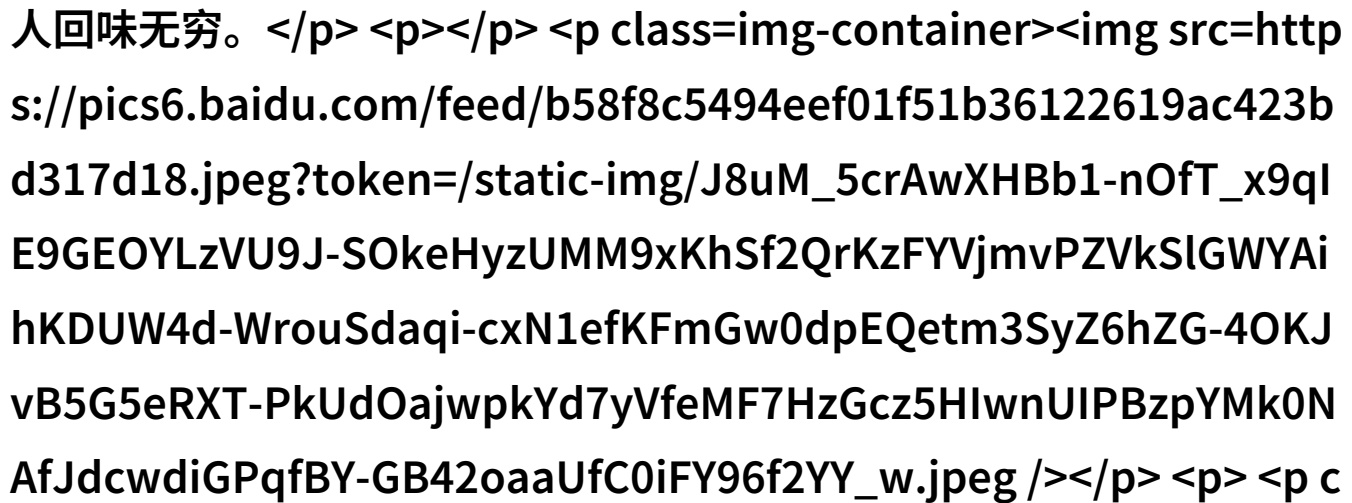 人回味无穷。</p> <p></p> <p class=img-container><img src=http
s://pics6.baidu.com/feed/b58f8c5494eef01f51b36122619ac423b
d317d18.jpeg?token=/static-img/J8uM_5crAwXHBb1-nOfT_x9qI
E9GEOYLzVU9J-SOkeHyzUMM9xKhSf2QrKzFYVjmvPZVkSlGWYAi
hKDUW4d-WrouSdaqi-cxN1efKFmGw0dpEQetm3SyZ6hZG-4OKJ
vB5G5eRXT-PkUdOajwpkYd7yVfeMF7HzGcz5HIwnUIPBzpYMk0N
AfJdcwdiGPqfBY-GB42oaaUfC0iFY96f2YY_w.jpeg /></p> <p> <p c